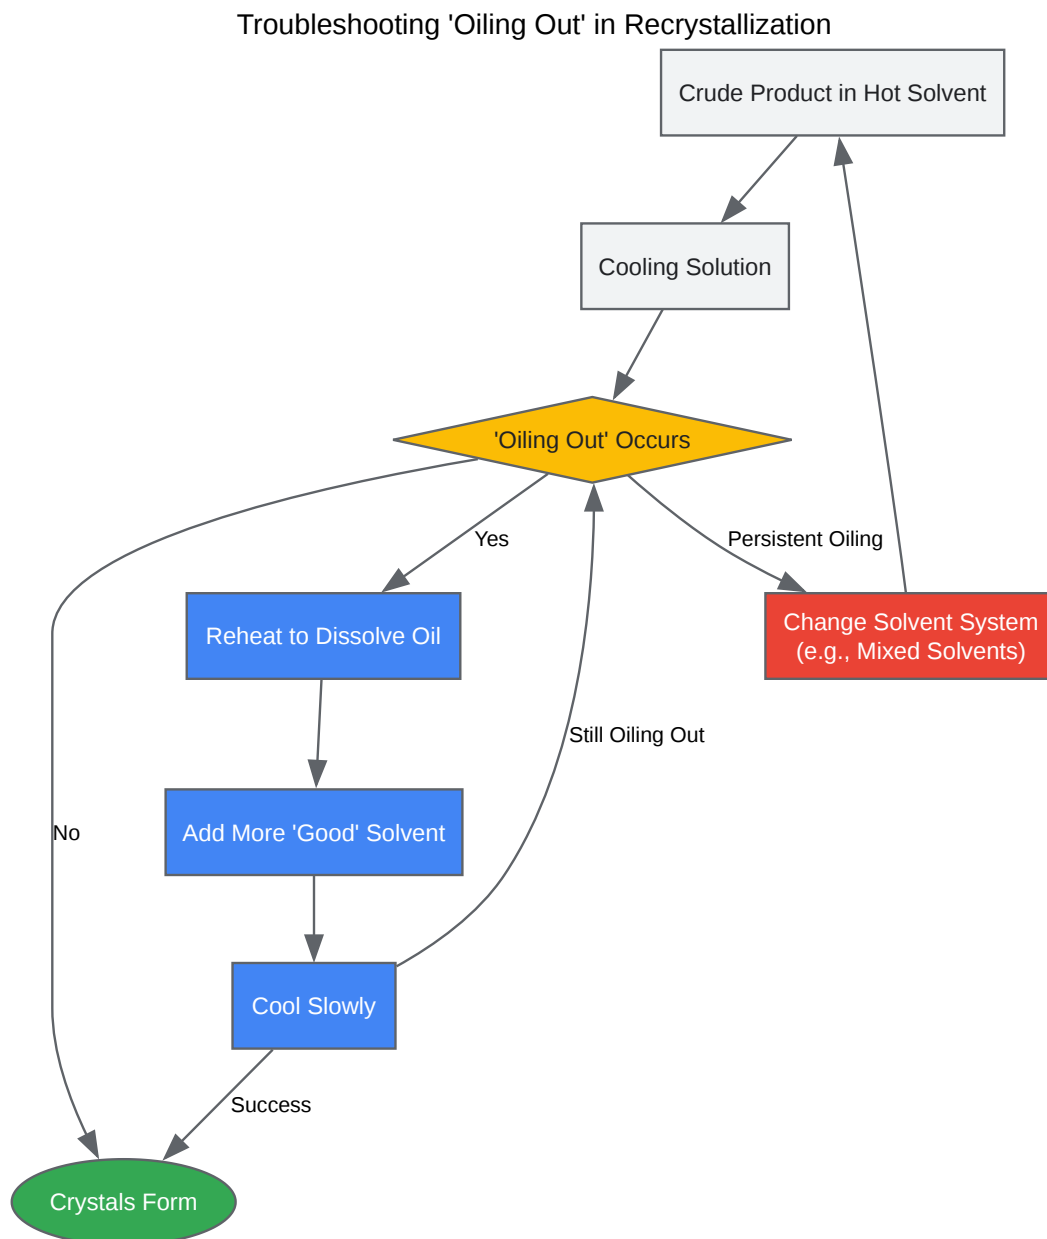 Troubleshooting 'Oiling Out' in Recrystallization
Crude Product in Hot Solvent
Cooling Solution
'Oiling Out' Occurs
Yes
Persistent Oiling
Reheat to Dissolve Oil
Change Solvent System
(e.g., Mixed Solvents)
Still Oiling Out
No
Add More 'Good' Solvent
Cool Slowly
Success
Crystals Form